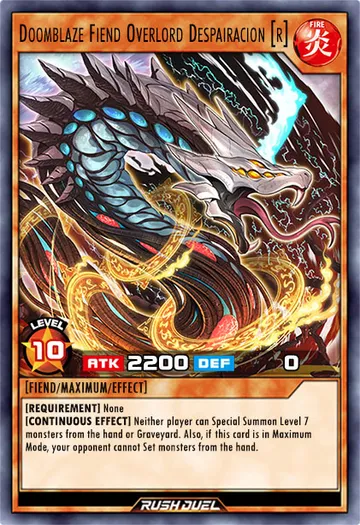 DOOMBLAZE FIEND OVERLORD DESPAIRACION [R]
FIRE
炎
LEVEL
10
ATK 2200 DEF 0
[FIEND/MAXIMUM/EFFECT]
[REQUIREMENT] None
[CONTINUOUS EFFECT] Neither player can Special Summon Level 7
monsters from the hand or Graveyard. Also, if this card is in Maximum
Mode, your opponent cannot Set monsters from the hand.
RUSH DUEL